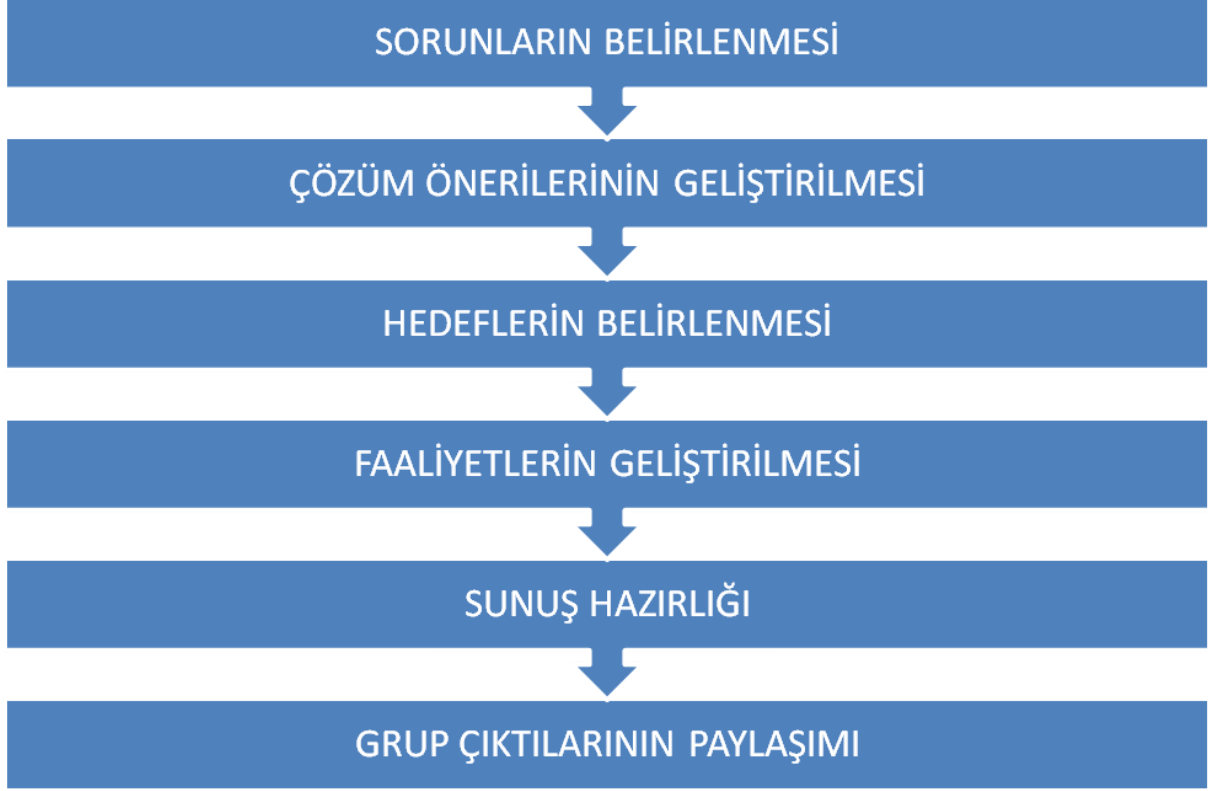 SORUNLARIN BELİRLENMESİ
ÇÖZÜM ÖNERİLERİNİN GELİŞTİRİLMESİ
HEDEFLERİN BELİRLENMESİ
FAALİYETLERİN GELİŞTİRİLMESİ
SUNUŞ HAZIRLIĞI
GRUP ÇIKTILARININ PAYLAŞIMI